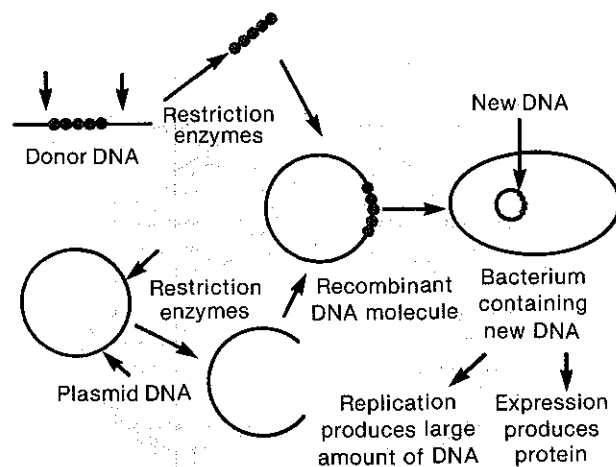 Restriction
enzymes
Donor DNA
New DNA
Restriction
enzymes
Recombinant
DNA molecule
Plasmid DNA
Bacterium
containing
new DNA
Replication
produces large
amount of DNA
Expression
produces
protein